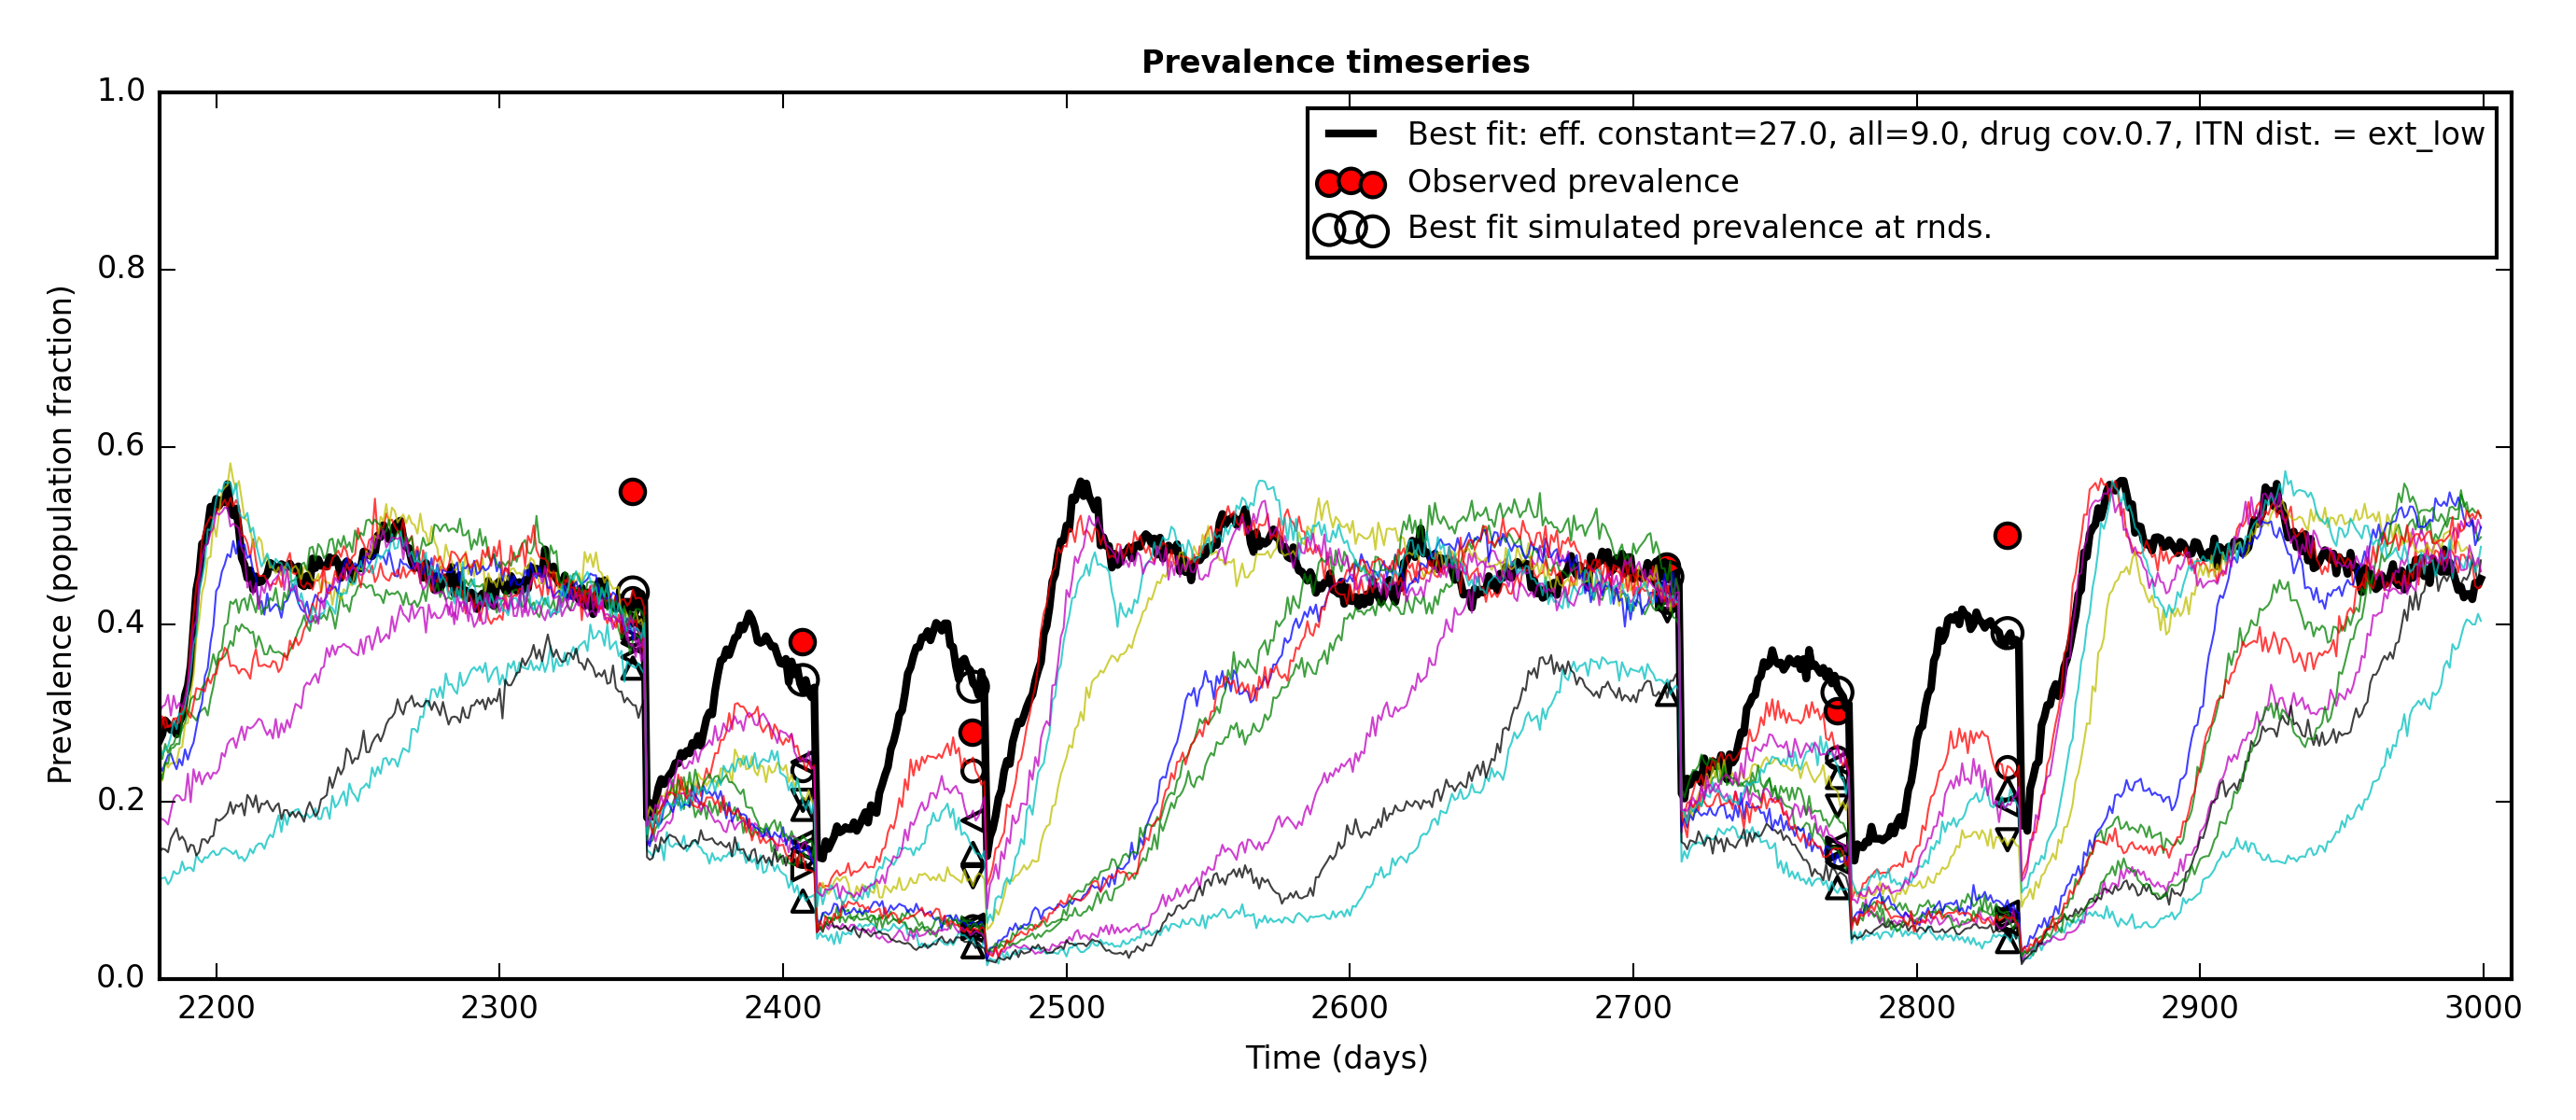 Prevalence timeseries
1.0
0.8
0.6
0.4
0.2
0.0
Prevalence (population fraction)
Best fit: eff. constant=27.0, all=9.0, drug cov.0.7, ITN dist. = ext_low
Observed prevalence
Best fit simulated prevalence at rnds.
2200 2300 2400 2500 2600 2700 2800 2900 3000
Time (days)